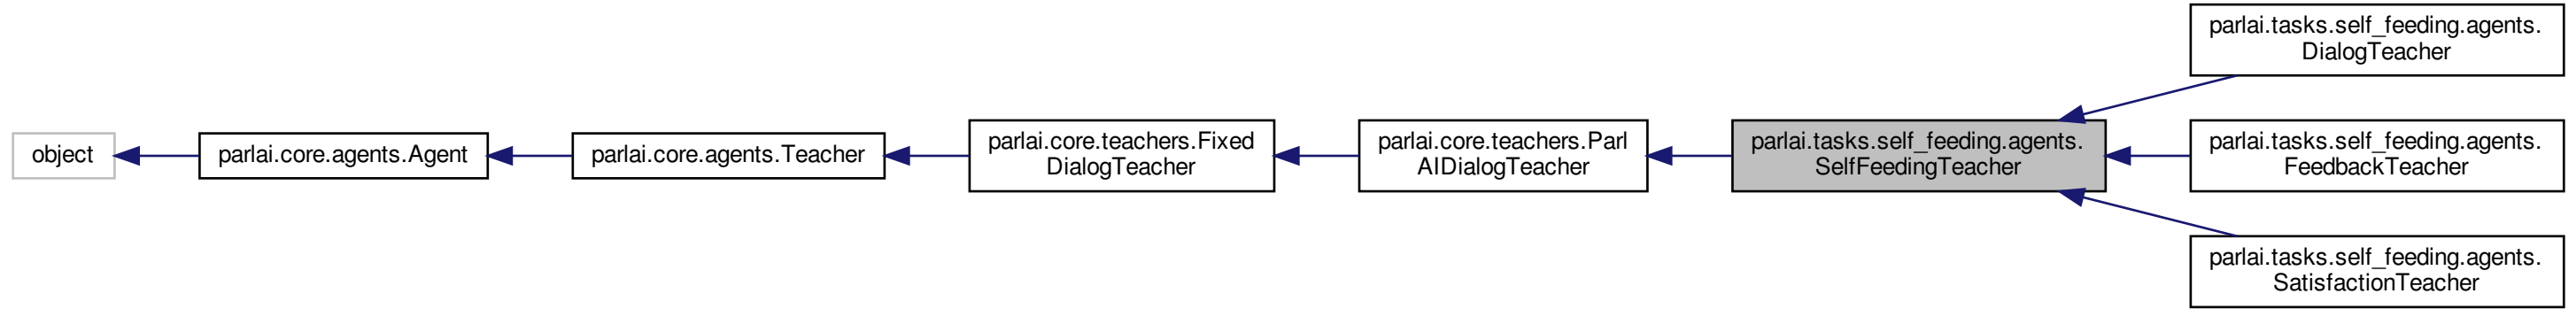 object
parlai.core.agents.Agent
parlai.core.agents.Teacher
parlai.core.teachers.Fixed
DialogTeacher
parlai.core.teachers.Parl
AIDialogTeacher
parlai.tasks.self_feeding.agents.
SelfFeedingTeacher
parlai.tasks.self_feeding.agents.
DialogTeacher
parlai.tasks.self_feeding.agents.
FeedbackTeacher
parlai.tasks.self_feeding.agents.
SatisfactionTeacher